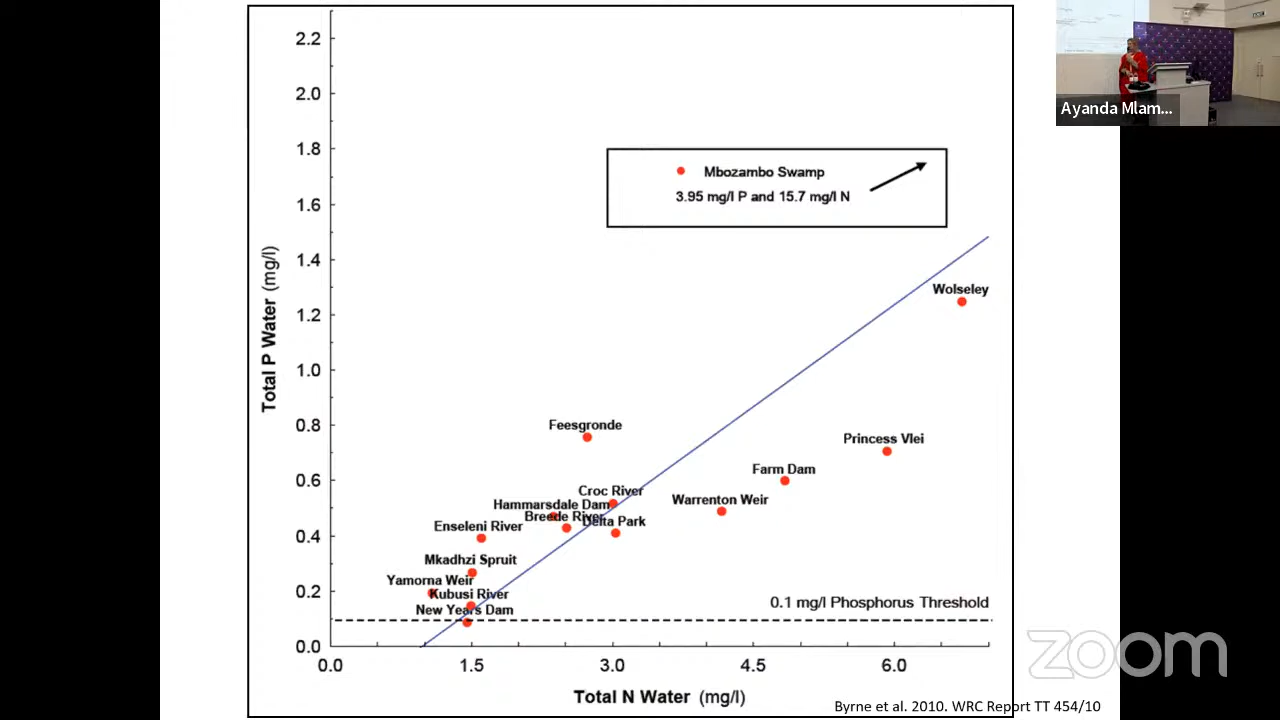 2.2
2.0
1.8
1.6
1.4
1.2
1.0
0.8
0.6
0.4
0.2
0.0
Total P Water (mg/l)
Mbozambo Swamp
3.95 mg/l P and 15.7 mg/l N
Wolseley
Feesgronde
Princess Vlei
Farm Dam
Croc River
Warrenton Weir
Hammarsdale Dam
Breede River
Delta Park
Enseleni River
Mkadhzi Spruit
Yamorna Weir
Kubusi River
New Years Dam
0.1 mg/l Phosphorus Threshold
0.0 1.5 3.0 4.5 6.0
Total N Water (mg/l)
Byrne et al. 2010. WRC Report TT 454/10
Ayanda Mlam...
zoom